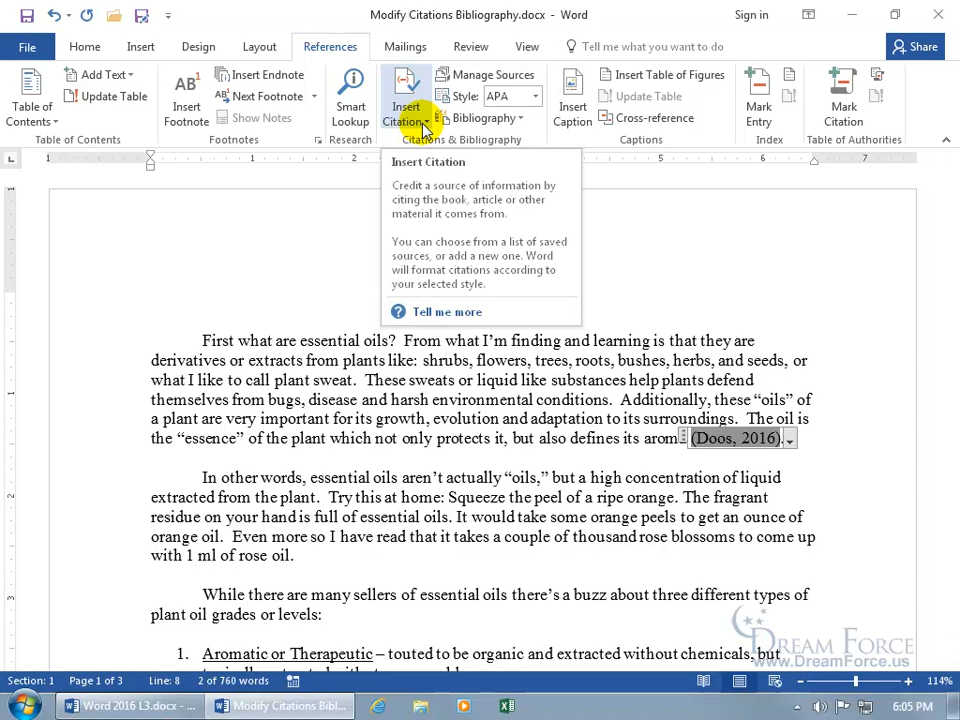 Modify Citations Bibliography.docx - Word
Sign in
File
Home
Insert
Design
Layout
References
Mailings
Review
View
Tell me what you want to do
Share
Table of Contents
Add Text
Update Table
Table of Contents
AB1
Insert Footnote
Insert Endnote
Next Footnote
Show Notes
Footnotes
Smart Lookup
Research
Insert Citation
Manage Sources
Style: APA
Bibliography
Citations & Bibliography
Insert Caption
Insert Table of Figures
Update Table
Cross-reference
Captions
Mark Entry
Index
Mark Citation
Table of Authorities
Insert Citation
Credit a source of information by
citing the book, article or other
material it comes from.
You can choose from a list of saved
sources, or add a new one. Word
will format citations according to
your selected style.
Tell me more
First what are essential oils?  From what I'm finding and learning is that they are
derivatives or extracts from plants like: shrubs, flowers, trees, roots, bushes, herbs, and seeds, or
what I like to call plant sweat.  These sweats or liquid like substances help plants defend
themselves from bugs, disease and harsh environmental conditions.  Additionally, these “oils” of
a plant are very important for its growth, evolution and adaptation to its surroundings.  The oil is
the “essence” of the plant which not only protects it, but also defines its arom (Doos, 2016).
In other words, essential oils aren't actually “oils,” but a high concentration of liquid
extracted from the plant.  Try this at home: Squeeze the peel of a ripe orange. The fragrant
residue on your hand is full of essential oils. It would take some orange peels to get an ounce of
orange oil.  Even more so I have read that it takes a couple of thousand rose blossoms to come up
with 1 ml of rose oil.
While there are many sellers of essential oils there's a buzz about three different types of
plant oil grades or levels:
1. Aromatic or Therapeutic – touted to be organic and extracted without chemicals, but
DREAM FORCE
www.DreamForce.us
Section: 1
Page 1 of 3
Line: 8
2 of 760 words
114%
Word 2016 L3.docx - ...
Modify Citations Bibl...
6:05 PM